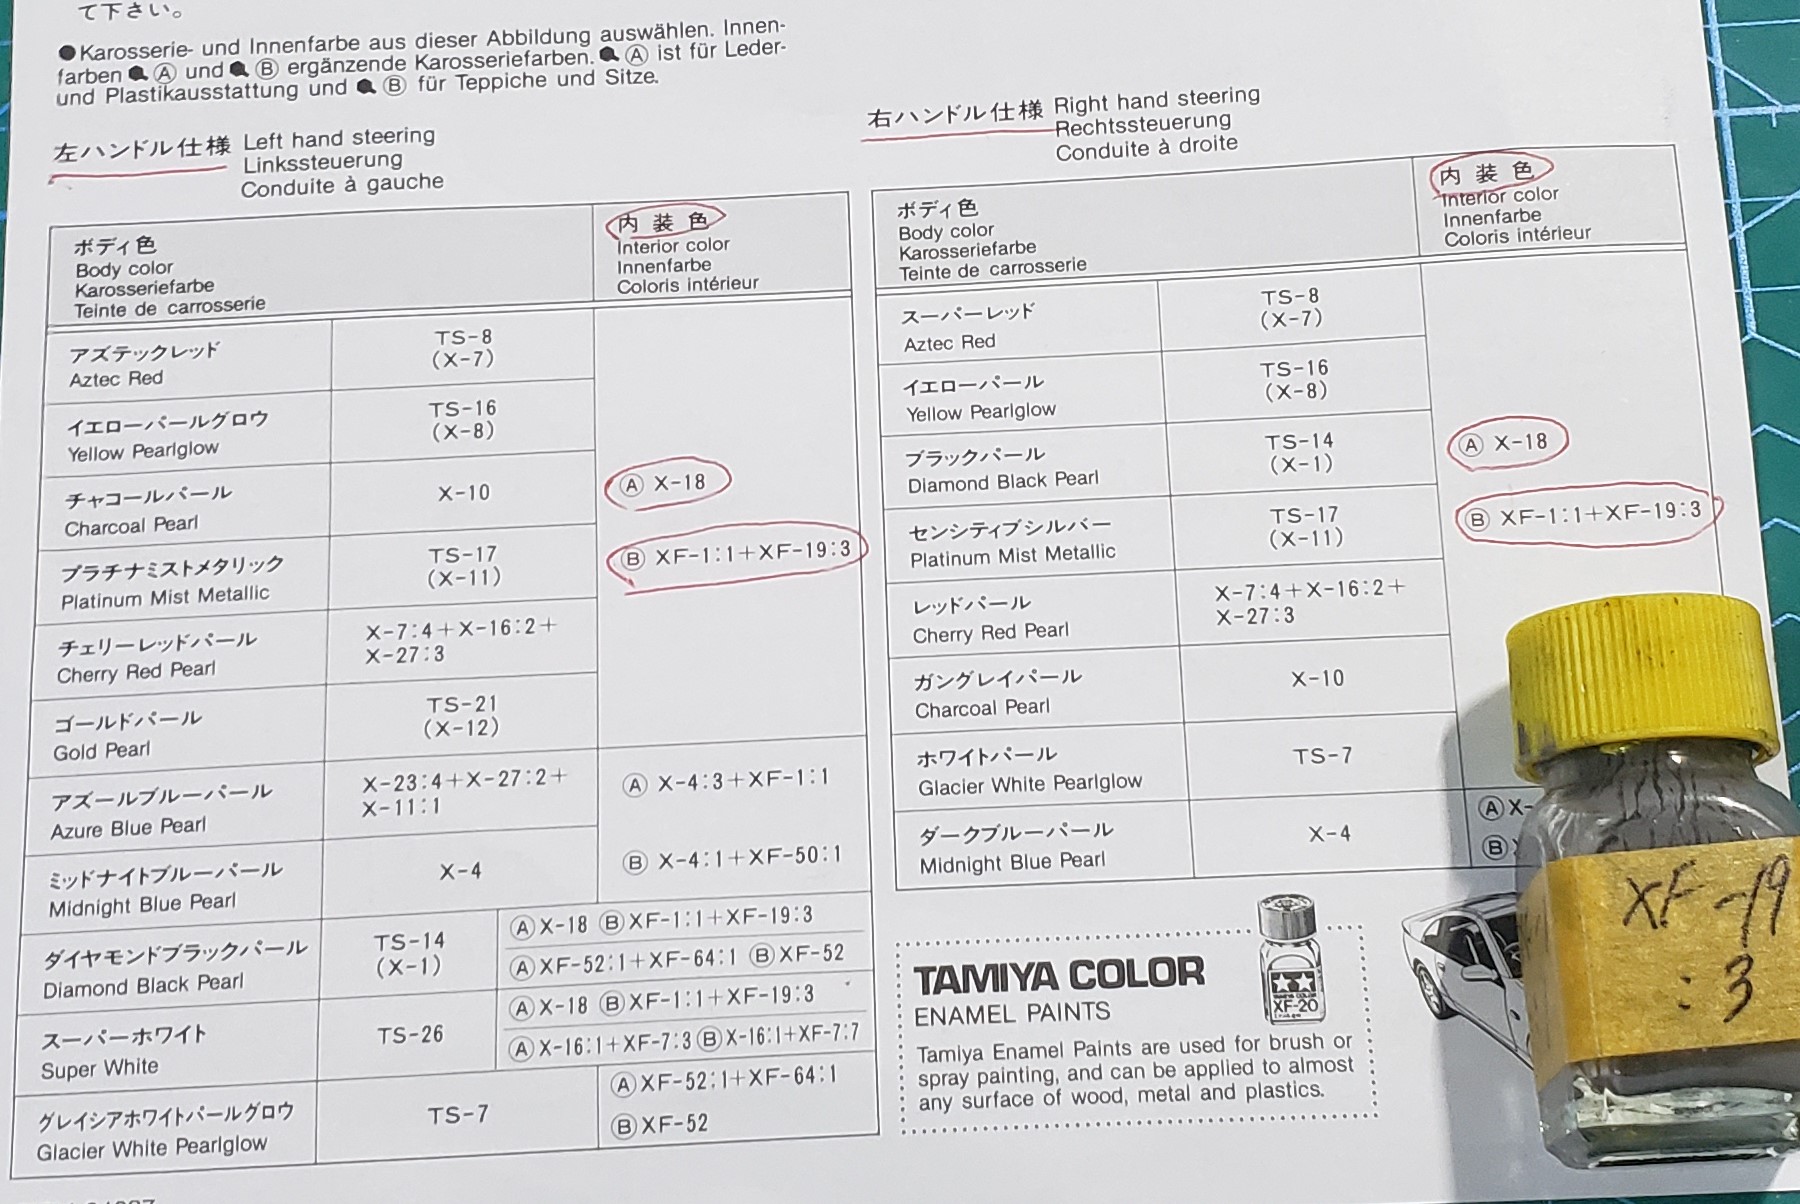 て下さい。
●Karosserie- und Innenfarbe aus dieser Abbildung auswählen. Innen-
farben Ⓐ und Ⓑ ergänzende Karosseriefarben. Ⓐ ist für Leder-
und Plastikausstattung und Ⓑ für Teppiche und Sitze.
左ハンドル仕様 Left hand steering
Linkssteuerung
Conduite à gauche
ボディ色
Body color
Karosseriefarbe
Teinte de carrosserie
内装色
Interior color
Innenfarbe
Coloris intérieur
アズテックレッド
Aztec Red
TS-8
(X-7)
イエローパールグロウ
Yellow Pearlglow
TS-16
(X-8)
チャコールパール
Charcoal Pearl
X-10
プラチナミストメタリック
Platinum Mist Metallic
TS-17
(X-11)
チェリーレッドパール
Cherry Red Pearl
X-7:4+X-16:2+
X-27:3
ゴールドパール
Gold Pearl
TS-21
(X-12)
Ⓐ X-18
Ⓑ XF-1:1+XF-19:3
アズールブルーパール
Azure Blue Pearl
X-23:4+X-27:2+
X-11:1
ミッドナイトブルーパール
Midnight Blue Pearl
X-4
Ⓐ X-4:3+XF-1:1
Ⓑ X-4:1+XF-50:1
ダイヤモンドブラックパール
Diamond Black Pearl
TS-14
(X-1)
Ⓐ X-18 Ⓑ XF-1:1+XF-19:3
Ⓐ XF-52:1+XF-64:1 Ⓑ XF-52
スーパーホワイト
Super White
TS-26
Ⓐ X-18 Ⓑ XF-1:1+XF-19:3
Ⓐ X-16:1+XF-7:3 Ⓑ X-16:1+XF-7:7
グレイシアホワイトパールグロウ
Glacier White Pearlglow
TS-7
Ⓐ XF-52:1+XF-64:1
Ⓑ XF-52
右ハンドル仕様 Right hand steering
Rechtssteuerung
Conduite à droite
ボディ色
Body color
Karosseriefarbe
Teinte de carrosserie
内装色
Interior color
Innenfarbe
Coloris intérieur
スーパーレッド
Aztec Red
TS-8
(X-7)
イエローパール
Yellow Pearlglow
TS-16
(X-8)
ブラックパール
Diamond Black Pearl
TS-14
(X-1)
センシティブシルバー
Platinum Mist Metallic
TS-17
(X-11)
レッドパール
Cherry Red Pearl
X-7:4+X-16:2+
X-27:3
ガングレイパール
Charcoal Pearl
X-10
ホワイトパール
Glacier White Pearlglow
TS-7
Ⓐ X-18
Ⓑ XF-1:1+XF-19:3
ダークブルーパール
Midnight Blue Pearl
X-4
Ⓐ X-
Ⓑ
TAMIYA COLOR
ENAMEL PAINTS
XF-20
Tamiya Enamel Paints are used for brush or
spray painting, and can be applied to almost
any surface of wood, metal and plastics.
XF-19
:3